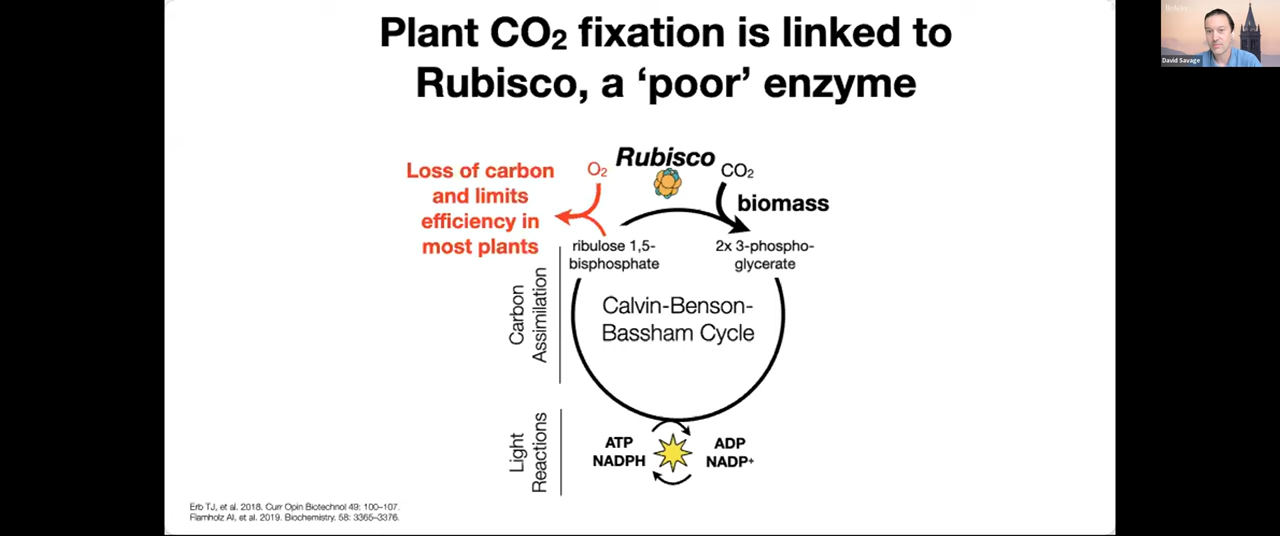 Plant CO₂ fixation is linked to
Rubisco, a ‘poor’ enzyme
Loss of carbon
and limits
efficiency in
most plants
O₂
Rubisco
CO₂
biomass
ribulose 1,5-
bisphosphate
2x 3-phospho-
glycerate
Carbon
Assimilation
Calvin-Benson-
Bassham Cycle
Light
Reactions
ATP
NADPH
ADP
NADP+
Erb TJ, et al. 2018. Curr Opin Biotechnol 49: 100–107.
Flamholz AI, et al. 2019. Biochemistry. 58: 3365–3376.
David Savage